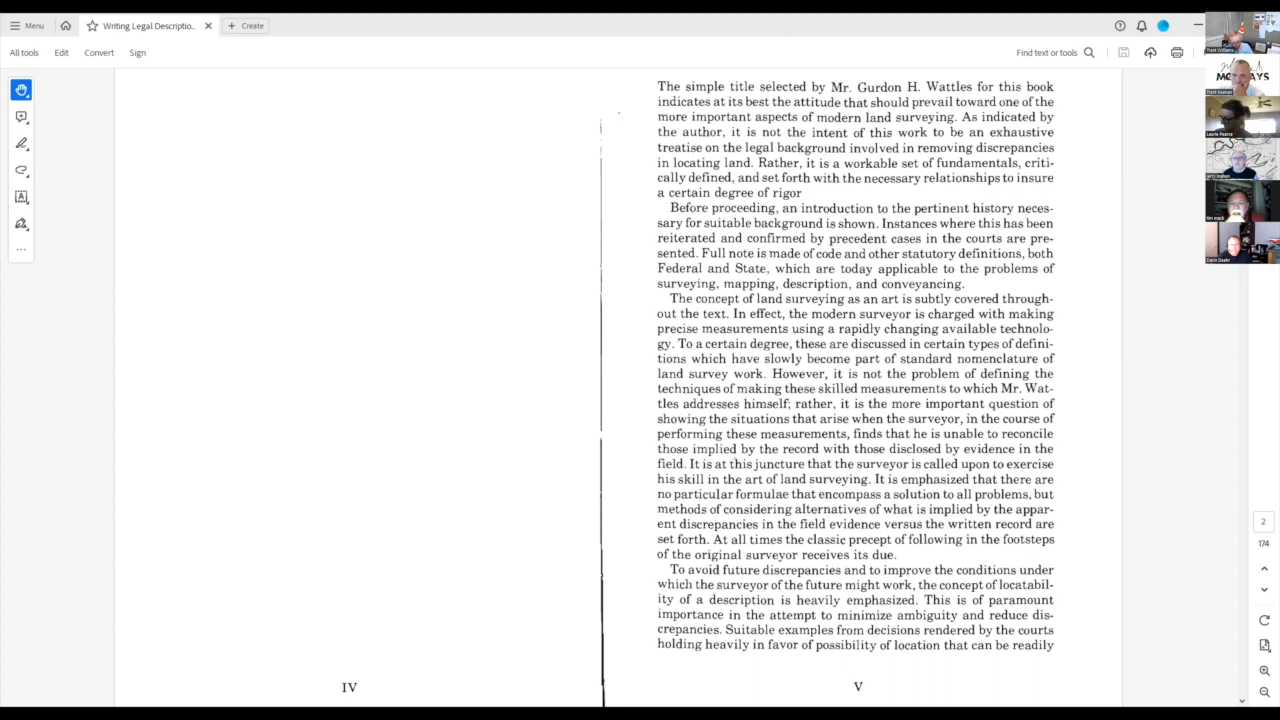 Menu
Writing Legal Descriptio...
Create
All tools
Edit
Convert
Sign
Find text or tools
The simple title selected by Mr. Gurdon H. Wattles for this book
indicates at its best the attitude that should prevail toward one of the
more important aspects of modern land surveying. As indicated by
the author, it is not the intent of this work to be an exhaustive
treatise on the legal background involved in removing discrepancies
in locating land. Rather, it is a workable set of fundamentals, criti-
cally defined, and set forth with the necessary relationships to insure
a certain degree of rigor
Before proceeding, an introduction to the pertinent history neces-
sary for suitable background is shown. Instances where this has been
reiterated and confirmed by precedent cases in the courts are pre-
sented. Full note is made of code and other statutory definitions, both
Federal and State, which are today applicable to the problems of
surveying, mapping, description, and conveyancing.
The concept of land surveying as an art is subtly covered through-
out the text. In effect, the modern surveyor is charged with making
precise measurements using a rapidly changing available technolo-
gy. To a certain degree, these are discussed in certain types of defini-
tions which have slowly become part of standard nomenclature of
land survey work. However, it is not the problem of defining the
techniques of making these skilled measurements to which Mr. Wat-
tles addresses himself; rather, it is the more important question of
showing the situations that arise when the surveyor, in the course of
performing these measurements, finds that he is unable to reconcile
those implied by the record with those disclosed by evidence in the
field. It is at this juncture that the surveyor is called upon to exercise
his skill in the art of land surveying. It is emphasized that there are
no particular formulae that encompass a solution to all problems, but
methods of considering alternatives of what is implied by the appar-
ent discrepancies in the field evidence versus the written record are
set forth. At all times the classic precept of following in the footsteps
of the original surveyor receives its due.
To avoid future discrepancies and to improve the conditions under
which the surveyor of the future might work, the concept of locatabil-
ity of a description is heavily emphasized. This is of paramount
importance in the attempt to minimize ambiguity and reduce dis-
crepancies. Suitable examples from decisions rendered by the courts
holding heavily in favor of possibility of location that can be readily
IV
V
2
174
Trent Williams
Trent Keenan
Laurie Pearce
tim mack